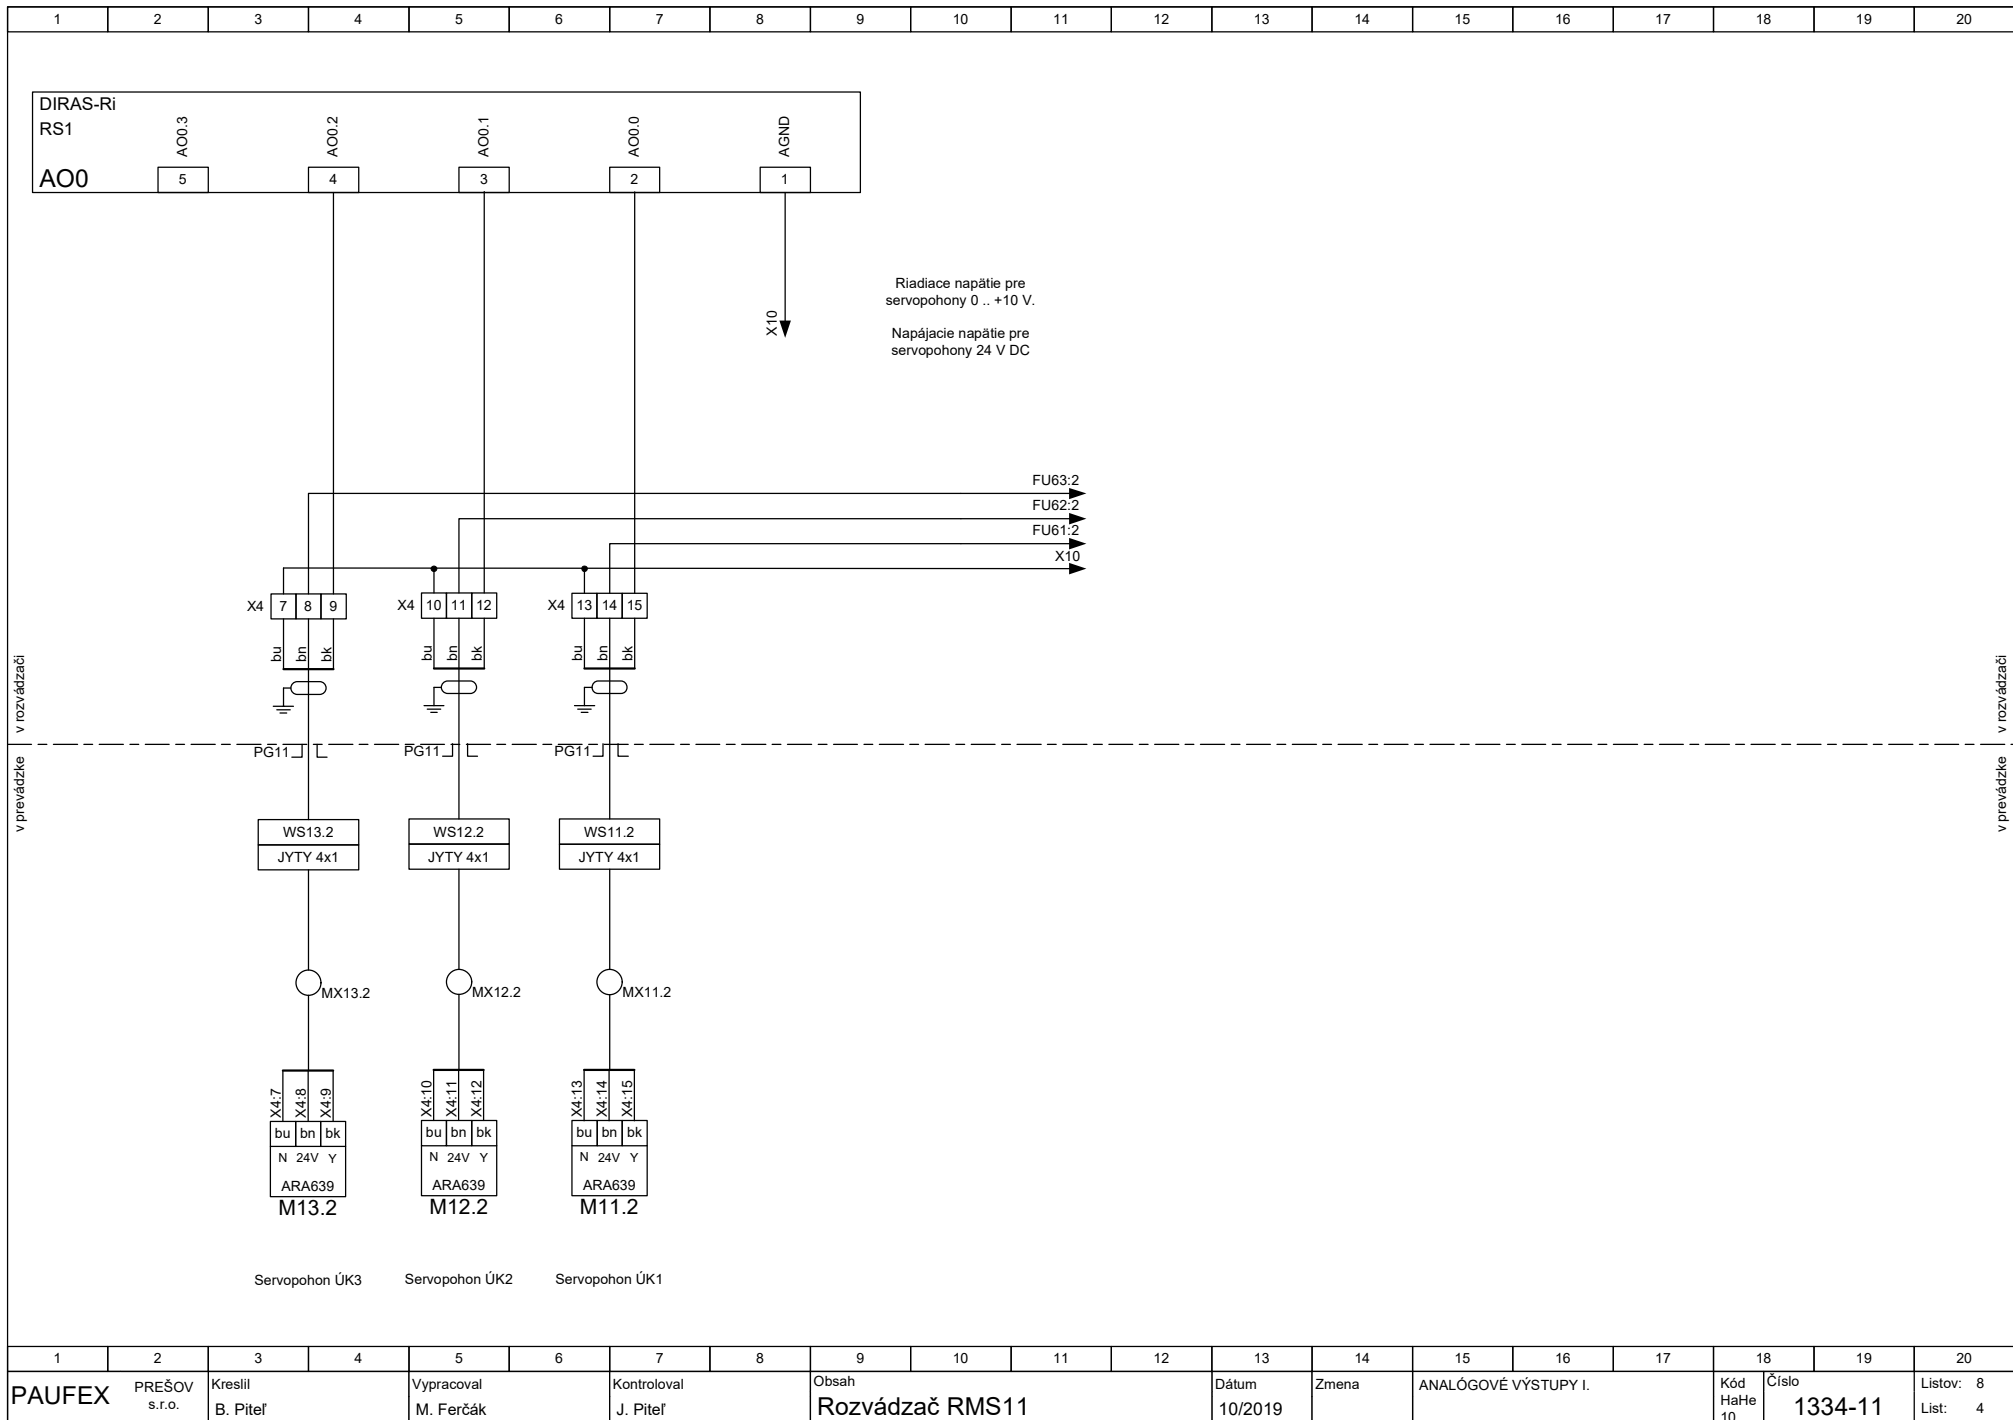 1 2 3 4 5 6 7 8 9 10 11 12 13 14 15 16 17 18 19 20
DIRAS-Ri
RS1
AO0
AO0.3 AO0.2 AO0.1 AO0.0 AGND
5 4 3 2 1
X10
Riadiace napätie pre
servopohony 0 .. +10 V.
Napájacie napätie pre
servopohony 24 V DC
FU63:2
FU62:2
FU61:2
X10
X4 7 8 9 X4 10 11 12 X4 13 14 15
bu bn bk bu bn bk bu bn bk
v rozvádzači v rozvádzači
PG11 PG11 PG11
v prevádzke v prevádzke
WS13.2 WS12.2 WS11.2
JYTY 4x1 JYTY 4x1 JYTY 4x1
MX13.2 MX12.2 MX11.2
X4:7 X4:8 X4:9 X4:10 X4:11 X4:12 X4:13 X4:14 X4:15
bu bn bk bu bn bk bu bn bk
N 24V Y N 24V Y N 24V Y
ARA639 ARA639 ARA639
M13.2 M12.2 M11.2
Servopohon ÚK3 Servopohon ÚK2 Servopohon ÚK1
1 2 3 4 5 6 7 8 9 10 11 12 13 14 15 16 17 18 19 20
PAUFEX PREŠOV
s.r.o.
Kreslil
B. Piteľ
Vypracoval
M. Ferčák
Kontroloval
J. Piteľ
Obsah
Rozvádzač RMS11
Dátum
10/2019
Zmena
ANALÓGOVÉ VÝSTUPY I.
Kód
HaHe
10
Číslo
1334-11
Listov: 8
List: 4